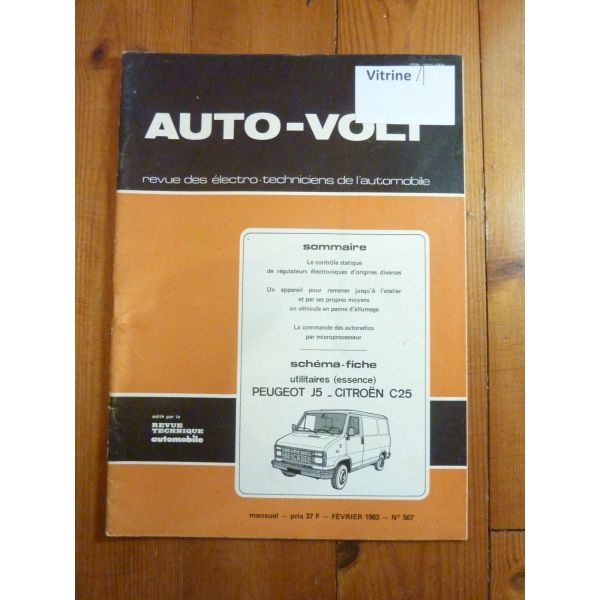 Vitrine
AUTO-VOLT
revue des électro-techniciens de l'automobile
sommaire
Le contrôle statique
de régulateurs électroniques d'origines diverses
Un appareil pour ramener jusqu'à l'atelier
et par ses propres moyens
un véhicule en panne d'allumage
La commande des autoradios
par microprocesseur
schéma-fiche
utilitaires (essence)
PEUGEOT J5 - CITROËN C25
édité par la
REVUE
TECHNIQUE
automobile
mensuel — prix 37 F — FÉVRIER 1983 — N° 567